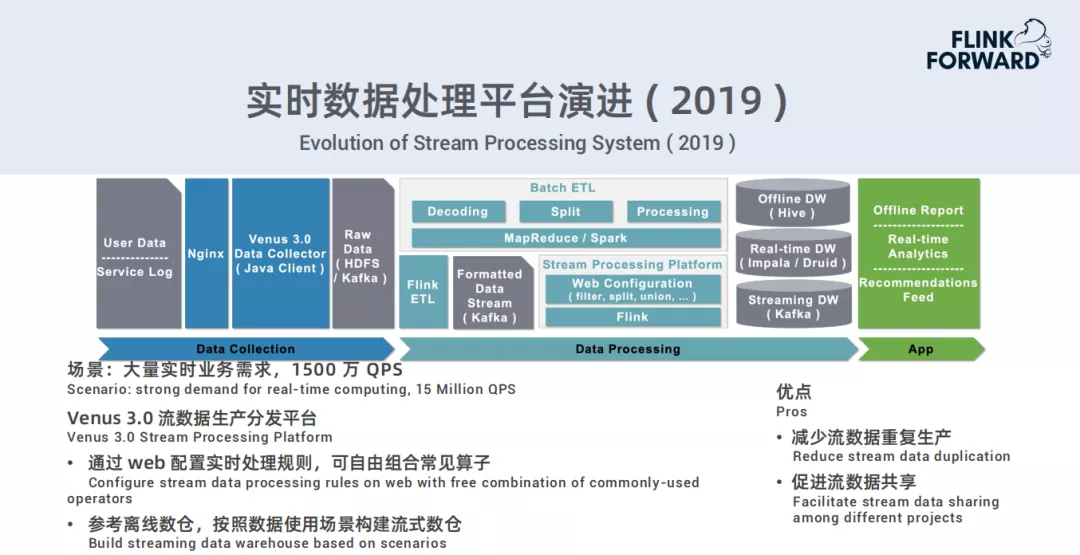 FLINK
FORWARD
实时数据处理平台演进 ( 2019 )
Evolution of Stream Processing System ( 2019 )
User Data
Service Log
Nginx
Venus 3.0
Data Collector
( Java Client )
Raw
Data
( HDFS
/ Kafka )
Batch ETL
Decoding
Split
Processing
MapReduce / Spark
Flink
ETL
Formatted
Data
Stream
( Kafka )
Stream Processing Platform
Web Configuration
( filter, split, union, ... )
Flink
Offline DW
( Hive )
Real-time DW
( Impala / Druid )
Streaming DW
( Kafka )
Offline Report
Real-time
Analytics
Recommendations
Feed
Data Collection
Data Processing
App
场景：大量实时业务需求，1500 万 QPS
Scenario: strong demand for real-time computing, 15 Million QPS
Venus 3.0 流数据生产分发平台
Venus 3.0 Stream Processing Platform
• 通过 web 配置实时处理规则，可自由组合常见算子
Configure stream data processing rules on web with free combination of commonly-used
operators
• 参考离线数仓，按照数据使用场景构建流式数仓
Build streaming data warehouse based on scenarios
优点
Pros
• 减少流数据重复生产
Reduce stream data duplication
• 促进流数据共享
Facilitate stream data sharing
among different projects